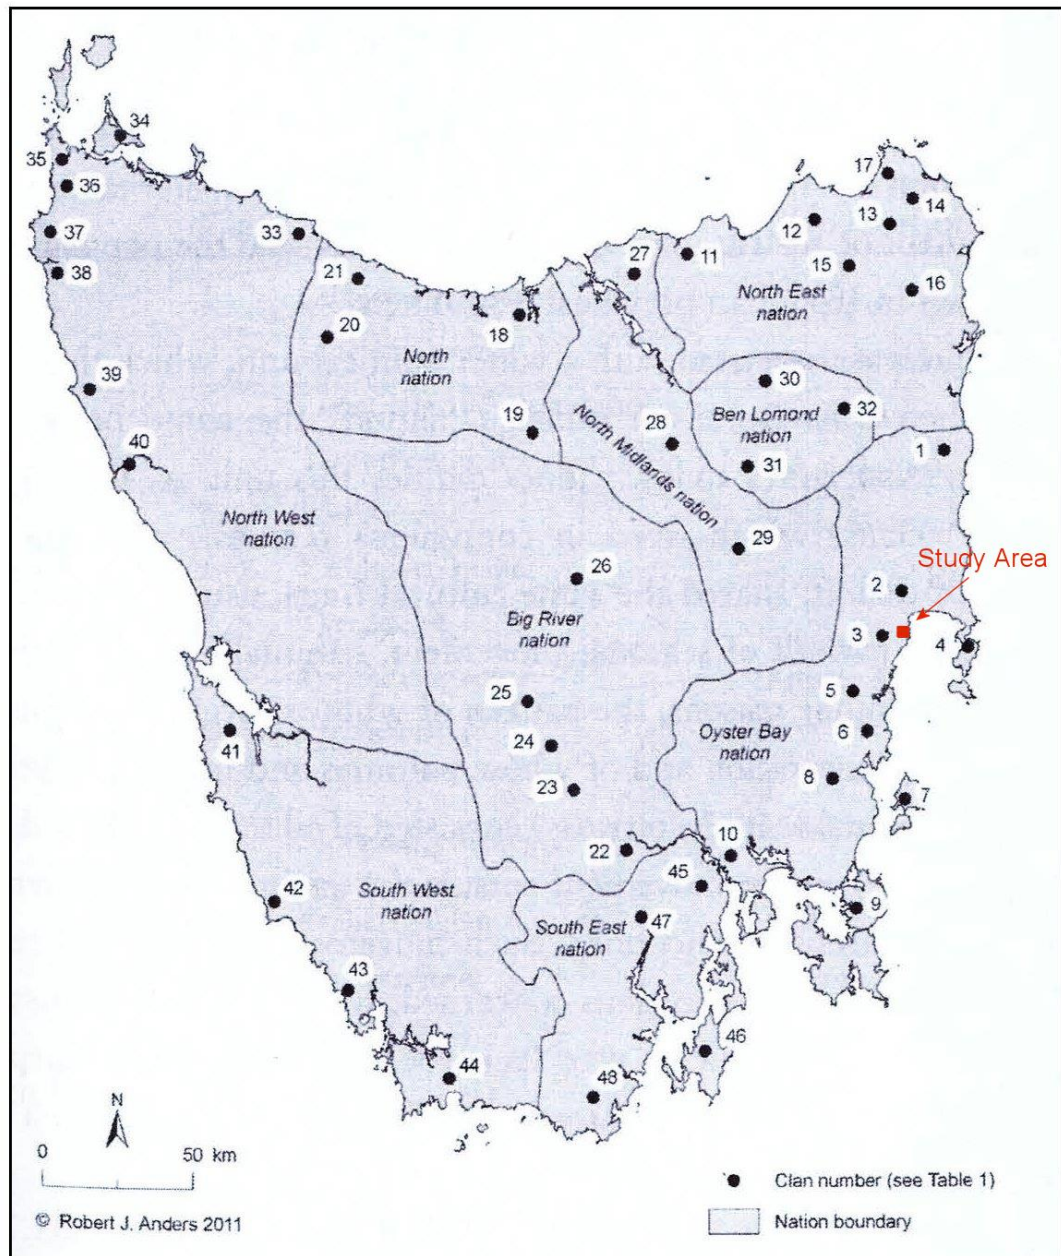 34
35
36
17
14
37
33
12
13
38
21
27
11
15
16
20
18
North East
nation
North
nation
39
30
32
Ben Lomond
nation
19
28
North Midlands nation
31
1
40
North West
nation
29
Study Area
26
2
Big River
nation
3
4
25
5
Oyster Bay
nation
6
41
24
8
7
23
10
22
45
42
South West
nation
9
47
South East
nation
43
46
44
48
N
0
50 km
Clan number (see Table 1)
© Robert J. Anders 2011
Nation boundary